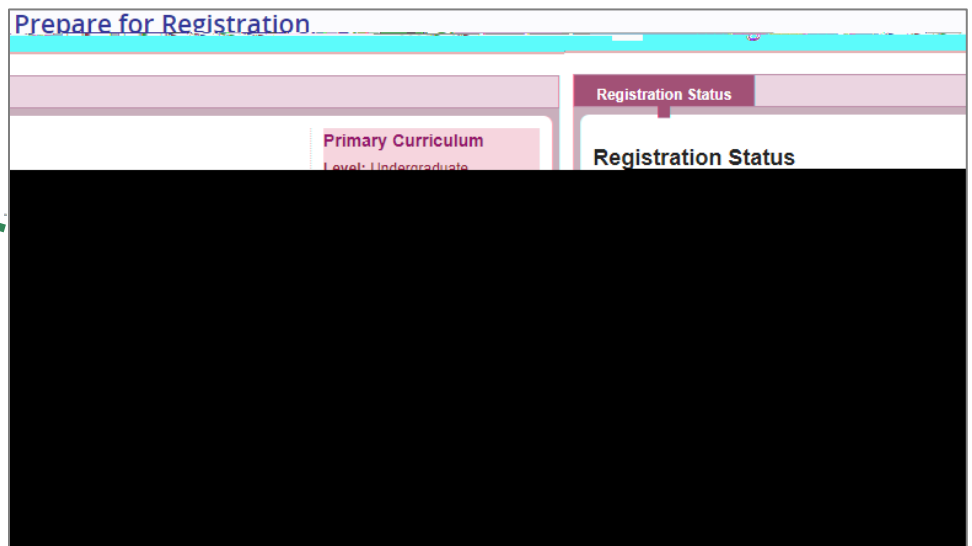 Prepare for Registration
Registration Status
Primary Curriculum
Level: Undergraduate
Registration Status